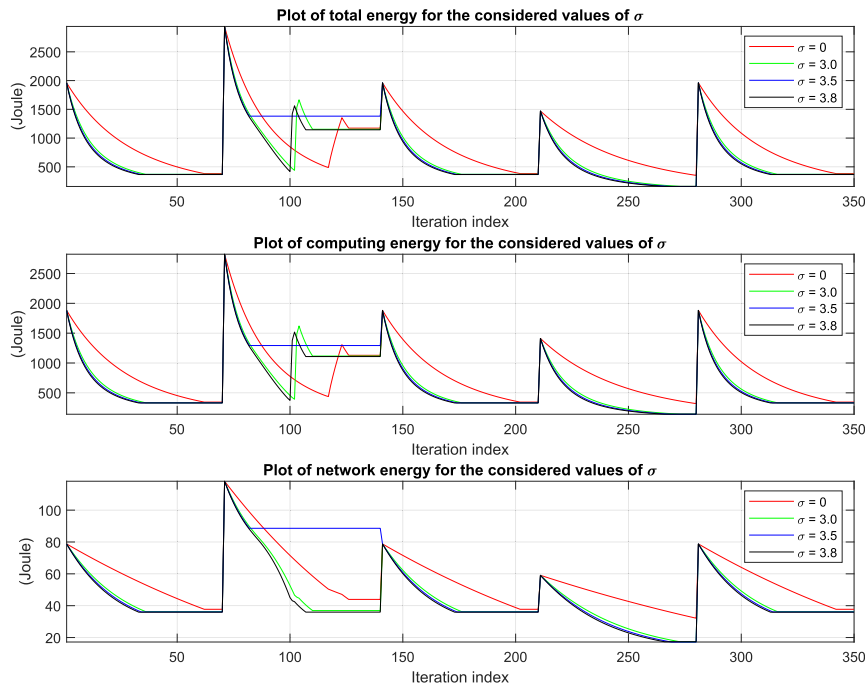 Plot of total energy for the considered values of σ
(Joule)
2500
2000
1500
1000
500
σ = 0
σ = 3.0
σ = 3.5
σ = 3.8
50 100 150 200 250 300 350
Iteration index
Plot of computing energy for the considered values of σ
(Joule)
2500
2000
1500
1000
500
σ = 0
σ = 3.0
σ = 3.5
σ = 3.8
50 100 150 200 250 300 350
Iteration index
Plot of network energy for the considered values of σ
(Joule)
100
80
60
40
20
σ = 0
σ = 3.0
σ = 3.5
σ = 3.8
50 100 150 200 250 300 350
Iteration index